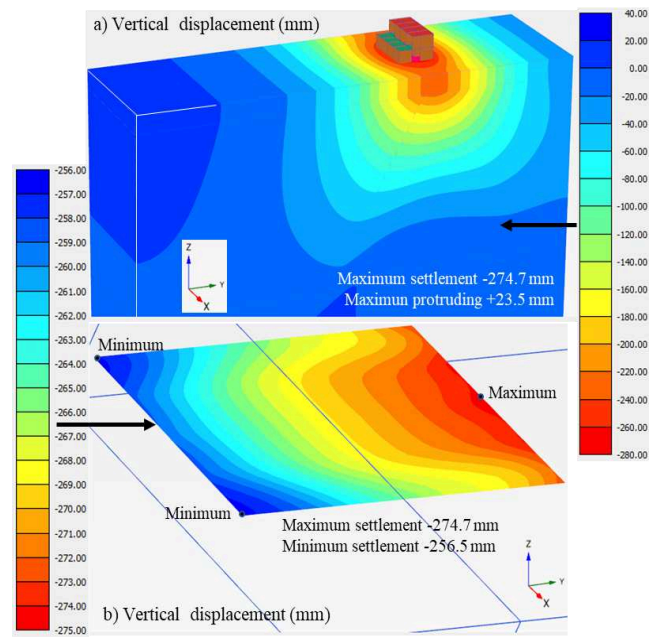 a) Vertical displacement (mm)
40.00
20.00
0.00
-20.00
-40.00
-60.00
-80.00
-100.00
-120.00
-140.00
-160.00
-180.00
-200.00
-220.00
-240.00
-260.00
-280.00
Z
Y
X
Maximum settlement -274.7 mm
Maximun protruding +23.5 mm
-256.00
-257.00
-258.00
-259.00
-260.00
-261.00
-262.00
-263.00
-264.00
-265.00
-266.00
-267.00
-268.00
-269.00
-270.00
-271.00
-272.00
-273.00
-274.00
-275.00
Minimum
Maximum
Minimum
Maximum settlement -274.7 mm
Minimum settlement -256.5 mm
Z
Y
X
b) Vertical displacement (mm)